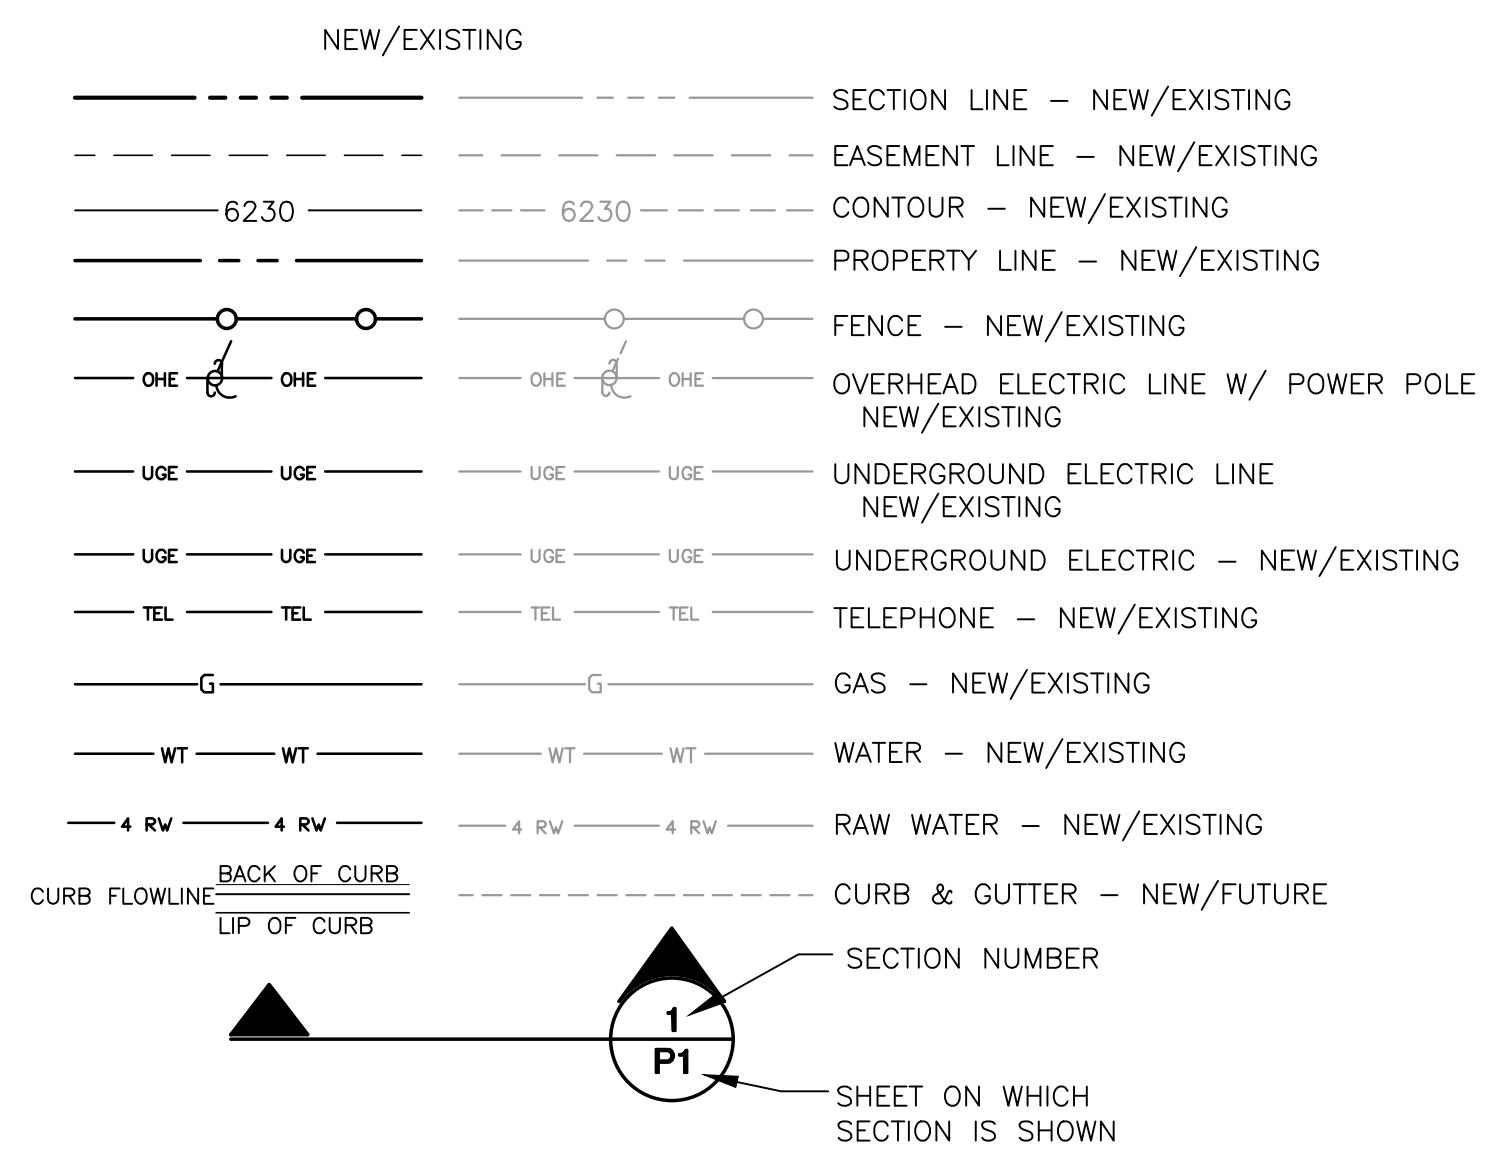 NEW/EXISTING
SECTION LINE - NEW/EXISTING
EASEMENT LINE - NEW/EXISTING
6230 6230 CONTOUR - NEW/EXISTING
PROPERTY LINE - NEW/EXISTING
FENCE - NEW/EXISTING
OHE OHE OHE OHE OVERHEAD ELECTRIC LINE W/ POWER POLE
NEW/EXISTING
UGE UGE UGE UGE UNDERGROUND ELECTRIC LINE
NEW/EXISTING
UGE UGE UGE UGE UNDERGROUND ELECTRIC - NEW/EXISTING
TEL TEL TEL TEL TELEPHONE - NEW/EXISTING
G G GAS - NEW/EXISTING
WT WT WT WT WATER - NEW/EXISTING
4 RW 4 RW 4 RW 4 RW RAW WATER - NEW/EXISTING
BACK OF CURB
CURB FLOWLINE CURB & GUTTER - NEW/FUTURE
LIP OF CURB
SECTION NUMBER
1
P1
SHEET ON WHICH
SECTION IS SHOWN